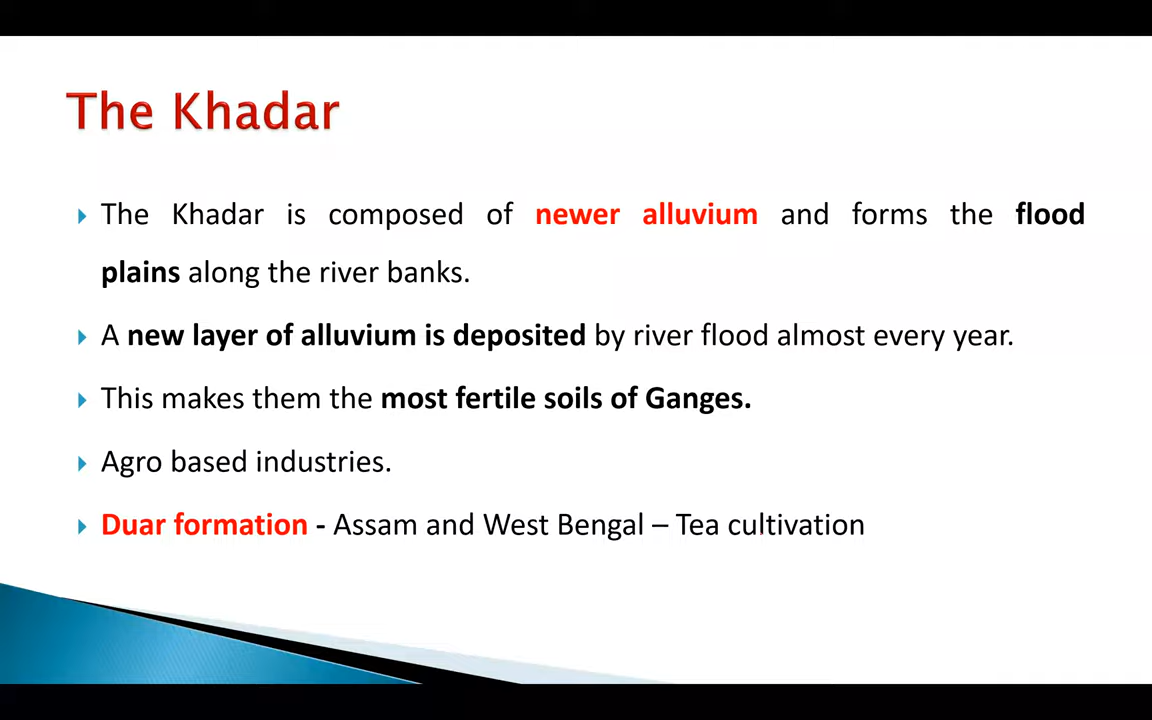 The Khadar
The Khadar is composed of newer alluvium and forms the flood
plains along the river banks.
A new layer of alluvium is deposited by river flood almost every year.
This makes them the most fertile soils of Ganges.
Agro based industries.
Duar formation - Assam and West Bengal – Tea cultivation